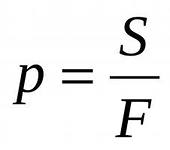 p = S/F